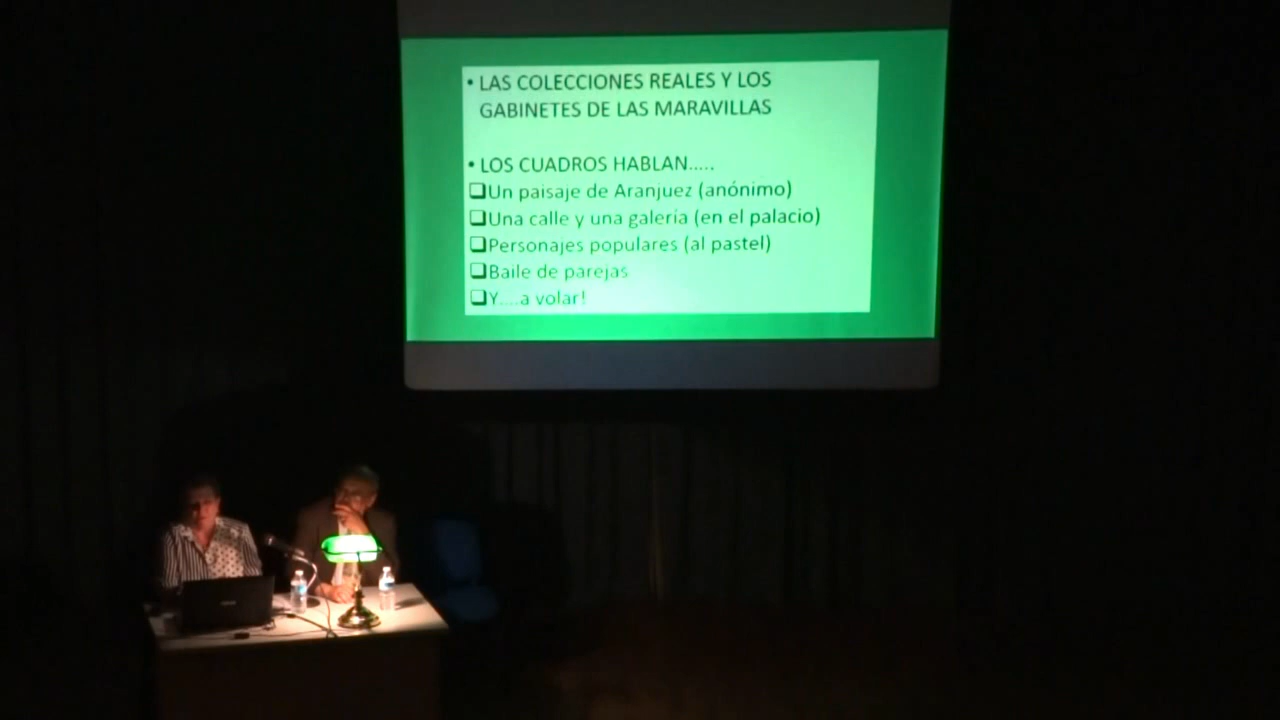 • LAS COLECCIONES REALES Y LOS
GABINETES DE LAS MARAVILLAS
• LOS CUADROS HABLAN.....
❑Un paisaje de Aranjuez (anónimo)
❑Una calle y una galería (en el palacio)
❑Personajes populares (al pastel)
❑Baile de parejas
❑Y....a volar!